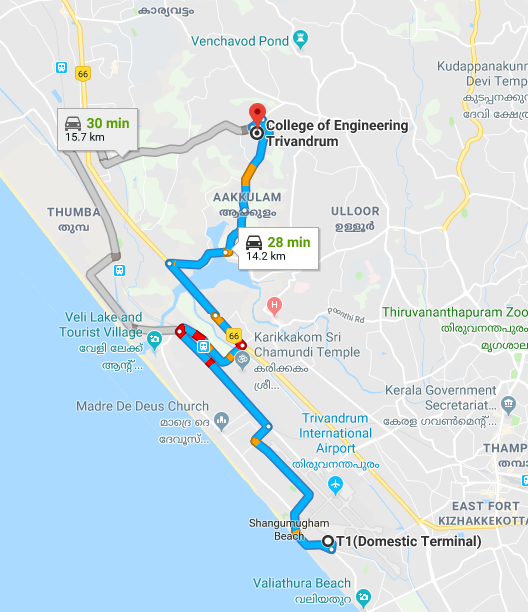 കാര്യവട്ടം
Venchavod Pond
66
Kudappanakunn
Devi Temp
കുടപ്പനക്കുന്ന
ദേവി ക്ഷേത്ര
30 min
15.7 km
College of Engineering
Trivandrum
AAKKULAM
ആക്കുളം
THUMBA
തുമ്പ
ULLOOR
ഉള്ളൂർ
28 min
14.2 km
Poonthi Rd
Thiruvananthapuram Zoo
തിരുവനന്തപുരം
മൃഗശാല
Veli Lake and
Tourist Village
വേളി ലേക്ക്
ആന്റ് ...
66
Karikkakom Sri
Chamundi Temple
കരിക്കകം
ശ്രീ...
Madre De Deus Church
മാദ്രെ ദെ
ദേവൂസ്...
Kerala Government
Secretariat...
കേരള ഗവൺമെന്റ്...
Trivandrum
International
Airport
തിരുവനന്തപുരം
THAMP
തമ്പാ
EAST FORT
KIZHAKKEKOTTA
Shangumugham
Beach
T1(Domestic Terminal)
Valiathura Beach
വലിയതുറ